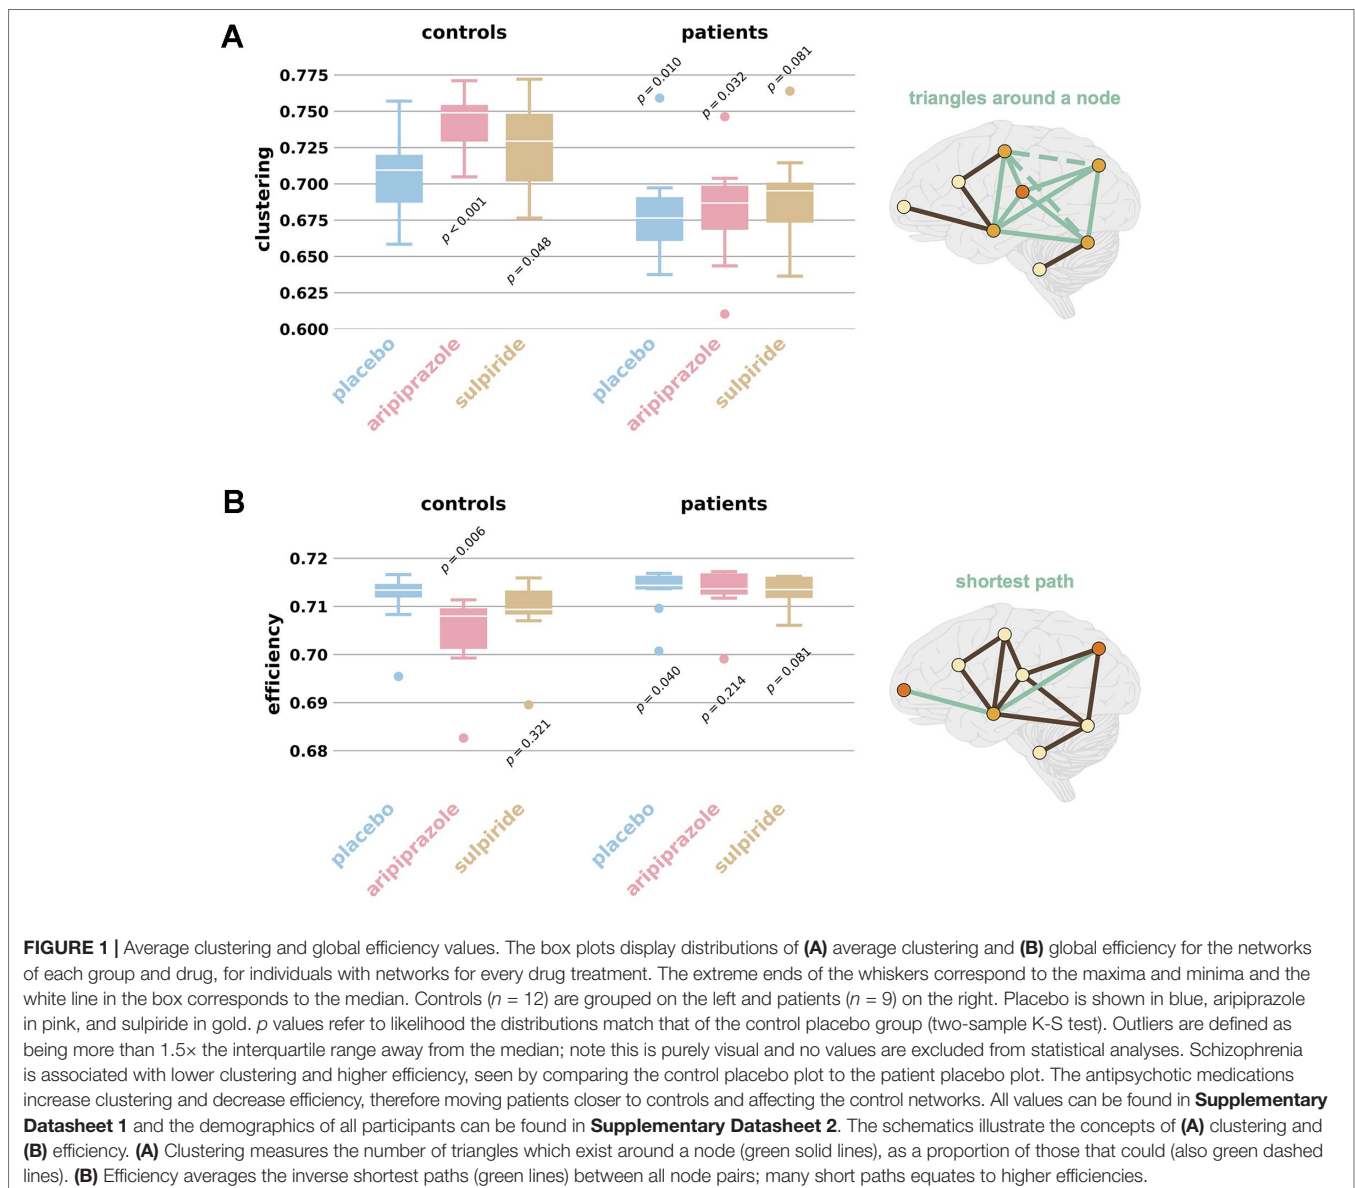 A
controls
patients
0.775
0.750
0.725
0.700
0.675
0.650
0.625
0.600
clustering
p < 0.001
p = 0.048
p = 0.010
p = 0.032
p = 0.081
placebo
aripiprazole
sulpiride
placebo
aripiprazole
sulpiride
triangles around a node
B
controls
patients
0.72
0.71
0.70
0.69
0.68
efficiency
p = 0.006
p = 0.321
p = 0.040
p = 0.214
p = 0.081
placebo
aripiprazole
sulpiride
placebo
aripiprazole
sulpiride
shortest path
FIGURE 1 | Average clustering and global efficiency values. The box plots display distributions of (A) average clustering and (B) global efficiency for the networks
of each group and drug, for individuals with networks for every drug treatment. The extreme ends of the whiskers correspond to the maxima and minima and the
white line in the box corresponds to the median. Controls (n = 12) are grouped on the left and patients (n = 9) on the right. Placebo is shown in blue, aripiprazole
in pink, and sulpiride in gold. p values refer to likelihood the distributions match that of the control placebo group (two-sample K-S test). Outliers are defined as
being more than 1.5× the interquartile range away from the median; note this is purely visual and no values are excluded from statistical analyses. Schizophrenia
is associated with lower clustering and higher efficiency, seen by comparing the control placebo plot to the patient placebo plot. The antipsychotic medications
increase clustering and decrease efficiency, therefore moving patients closer to controls and affecting the control networks. All values can be found in Supplementary
Datasheet 1 and the demographics of all participants can be found in Supplementary Datasheet 2. The schematics illustrate the concepts of (A) clustering and
(B) efficiency. (A) Clustering measures the number of triangles which exist around a node (green solid lines), as a proportion of those that could (also green dashed
lines). (B) Efficiency averages the inverse shortest paths (green lines) between all node pairs; many short paths equates to higher efficiencies.